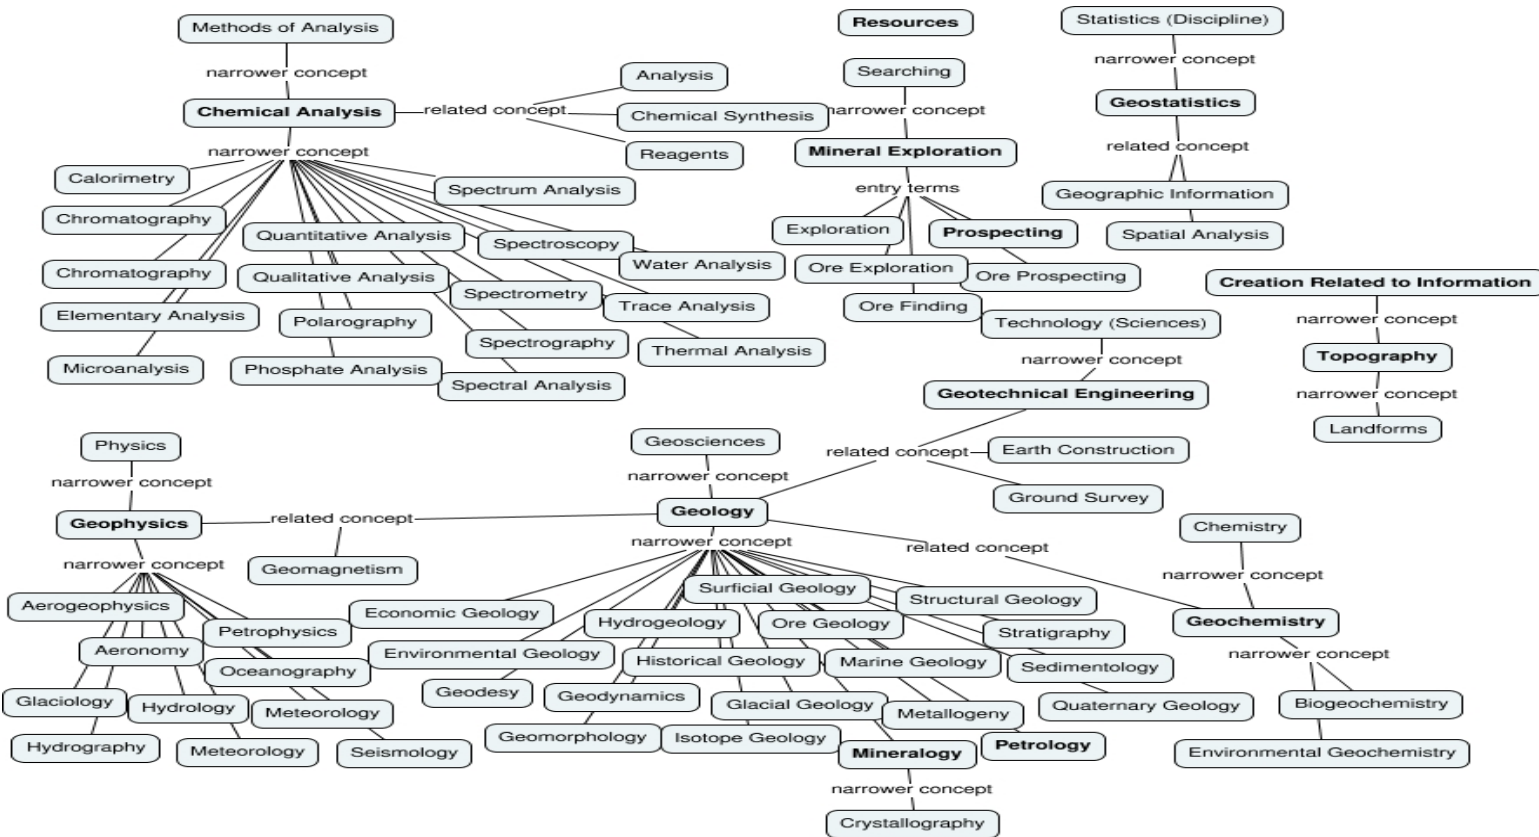 Methods of Analysis
narrower concept
Chemical Analysis
related concept
Analysis
Chemical Synthesis
Reagents
narrower concept
Calorimetry
Chromatography
Chromatography
Elementary Analysis
Microanalysis
Quantitative Analysis
Qualitative Analysis
Polarography
Phosphate Analysis
Spectrum Analysis
Spectroscopy
Water Analysis
Spectrometry
Trace Analysis
Spectrography
Thermal Analysis
Spectral Analysis
Resources
Searching
narrower concept
Mineral Exploration
entry terms
Exploration
Prospecting
Ore Exploration
Ore Prospecting
Ore Finding
Statistics (Discipline)
narrower concept
Geostatistics
related concept
Geographic Information
Spatial Analysis
Creation Related to Information
narrower concept
Topography
narrower concept
Landforms
Technology (Sciences)
narrower concept
Geotechnical Engineering
related concept
Earth Construction
Ground Survey
Physics
narrower concept
Geophysics
related concept
Geomagnetism
narrower concept
Aerogeophysics
Petrophysics
Aeronomy
Oceanography
Glaciology
Hydrology
Meteorology
Hydrography
Meteorology
Seismology
Geosciences
narrower concept
Geology
narrower concept
related concept
Surficial Geology
Structural Geology
Economic Geology
Hydrogeology
Ore Geology
Stratigraphy
Environmental Geology
Historical Geology
Marine Geology
Sedimentology
Geodesy
Geodynamics
Glacial Geology
Metallogeny
Quaternary Geology
Geomorphology
Isotope Geology
Mineralogy
Petrology
narrower concept
Crystallography
Chemistry
narrower concept
Geochemistry
narrower concept
Biogeochemistry
Environmental Geochemistry